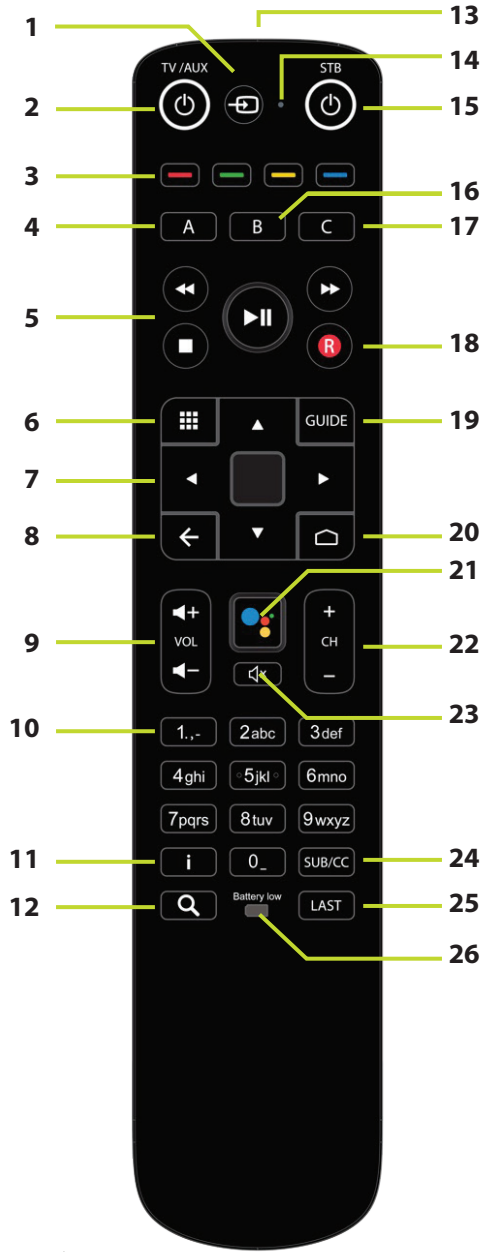 1
13
14
TV /AUX
STB
2
15
3
16
4
A
B
C
17
5
R
18
6
GUIDE
19
7
8
20
21
+
+
9
VOL
CH
22
−
−
23
10
1.,-
2abc
3def
4ghi
5jkl
6mno
7pqrs
8tuv
9wxyz
11
i
0_
SUB/CC
24
12
Battery low
LAST
25
26